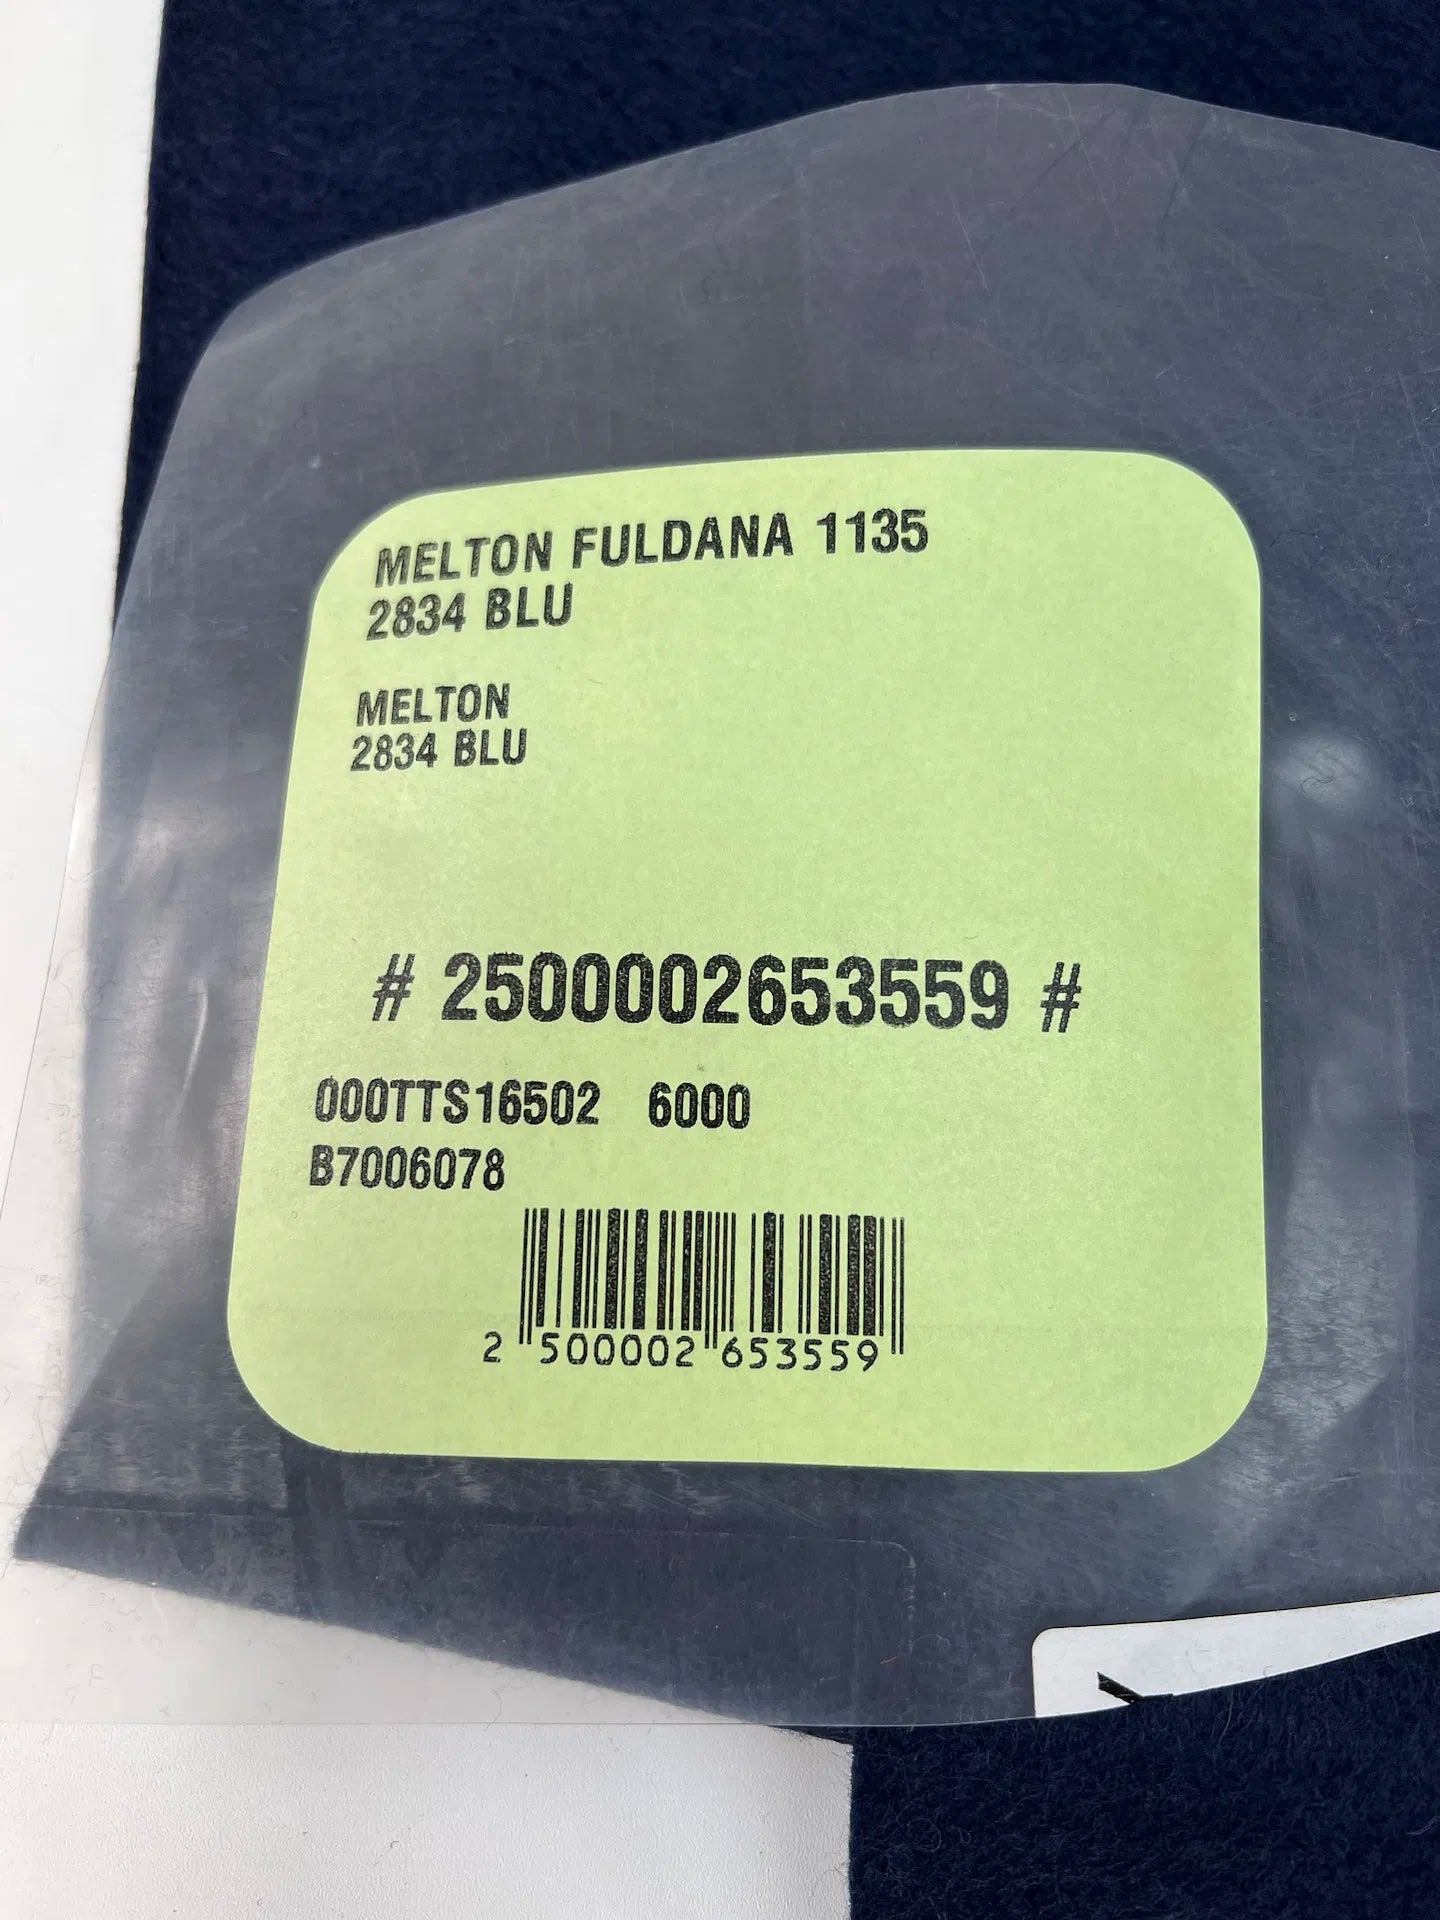 MELTON FULDANA 1135
2834 BLU
MELTON
2834 BLU
# 2500002653559 #
000TTS16502 6000
B7006078
2 500002 653559